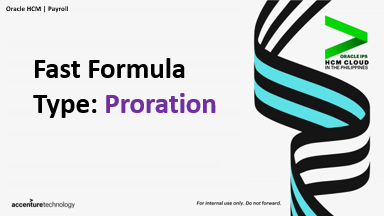 Oracle HCM | Payroll
ORACLE IPS
HCM CLOUD
IN THE PHILIPPINES
Fast Formula
Type: Proration
accenturetechnology
For internal use only. Do not forward.